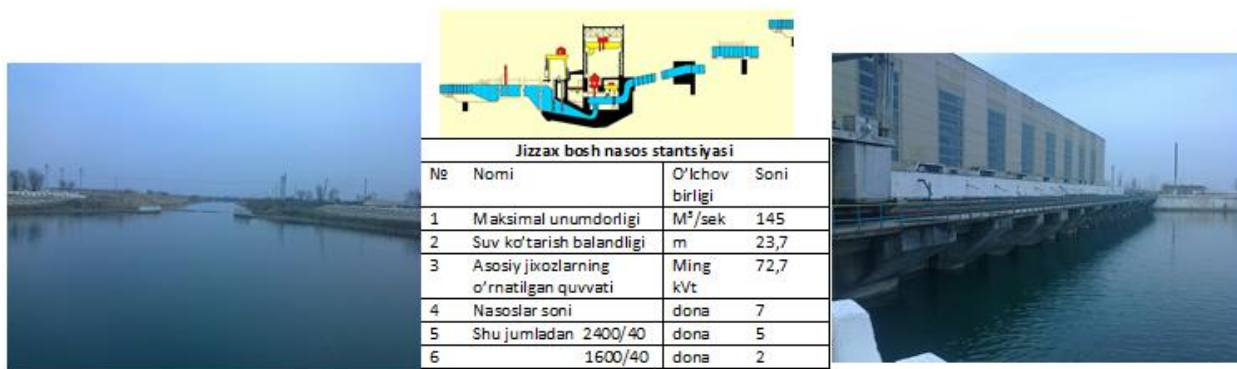 Jizzax bosh nasos stantsiyasi
№ Nomi O'lchov birligi Soni
1 Maksimal unumdorligi M³/sek 145
2 Suv ko'tarish balandligi m 23,7
3 Asosiy jixozlarning o'rnatilgan quvvati Ming kVt 72,7
4 Nasoslar soni dona 7
5 Shu jumladan 2400/40 dona 5
6 1600/40 dona 2